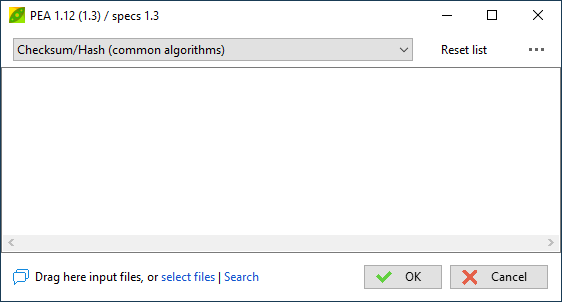 PEA 1.12 (1.3) / specs 1.3
Checksum/Hash (common algorithms)
Reset list
Drag here input files, or select files | Search
OK
Cancel